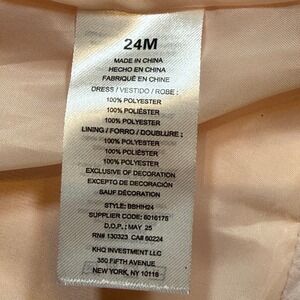 24M
MADE IN CHINA
HECHO EN CHINA
FABRIQUÉ EN CHINE
DRESS / VESTIDO / ROBE :
100% POLYESTER
100% POLIÉSTER
100% POLYESTER
LINING / FORRO / DOUBLURE :
100% POLYESTER
100% POLIÉSTER
100% POLYESTER
EXCLUSIVE OF DECORATION
EXCEPTO DE DECORACIÓN
SAUF DÉCORATION
STYLE: BBHIH24
SUPPLIER CODE: 6016175
D.O.P.: MAY 25
RN# 130323 CA# 60224
KHQ INVESTMENT LLC
350 FIFTH AVENUE
NEW YORK, NY 10118